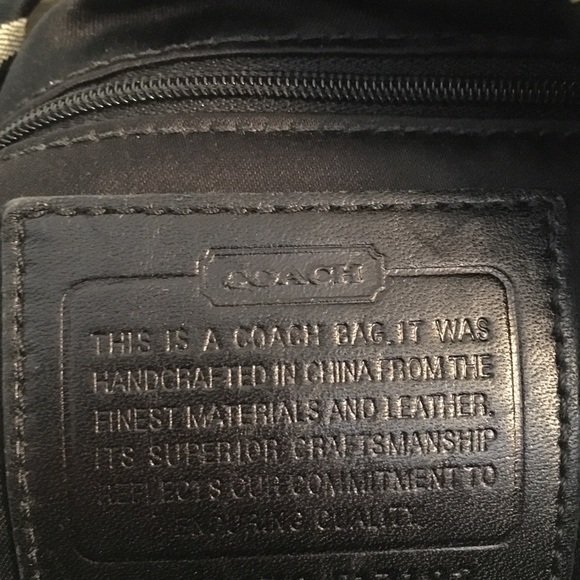 COACH
THIS IS A COACH BAG. IT WAS
HANDCRAFTED IN CHINA FROM THE
FINEST MATERIALS AND LEATHER.
ITS SUPERIOR CRAFTSMANSHIP
REFLECTS OUR COMMITMENT TO
ENDURING QUALITY.